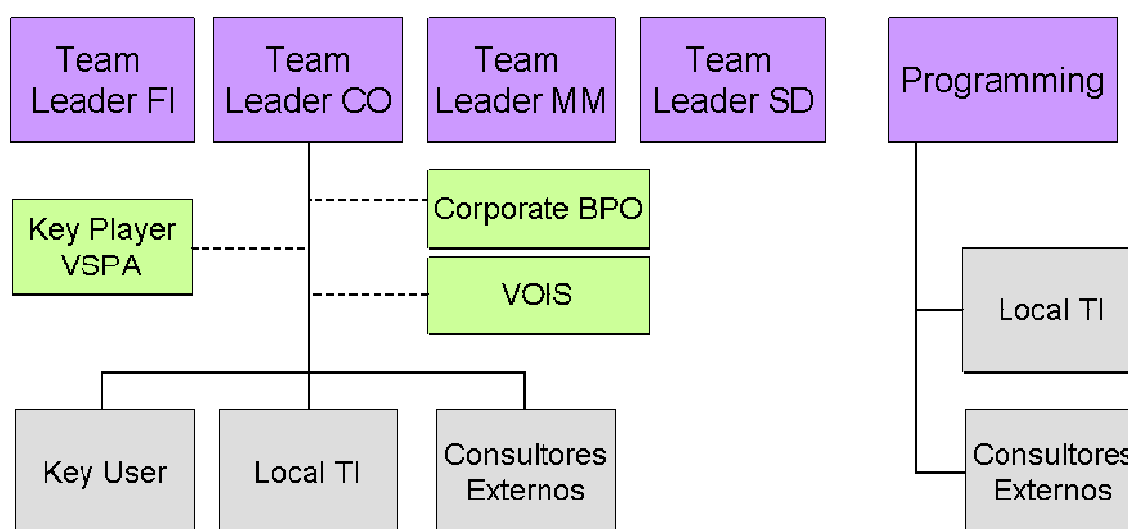 Team
Leader FI
Team
Leader CO
Team
Leader MM
Team
Leader SD
Programming
Key Player
VSPA
Corporate BPO
VOIS
Local TI
Key User
Local TI
Consultores
Externos
Consultores
Externos